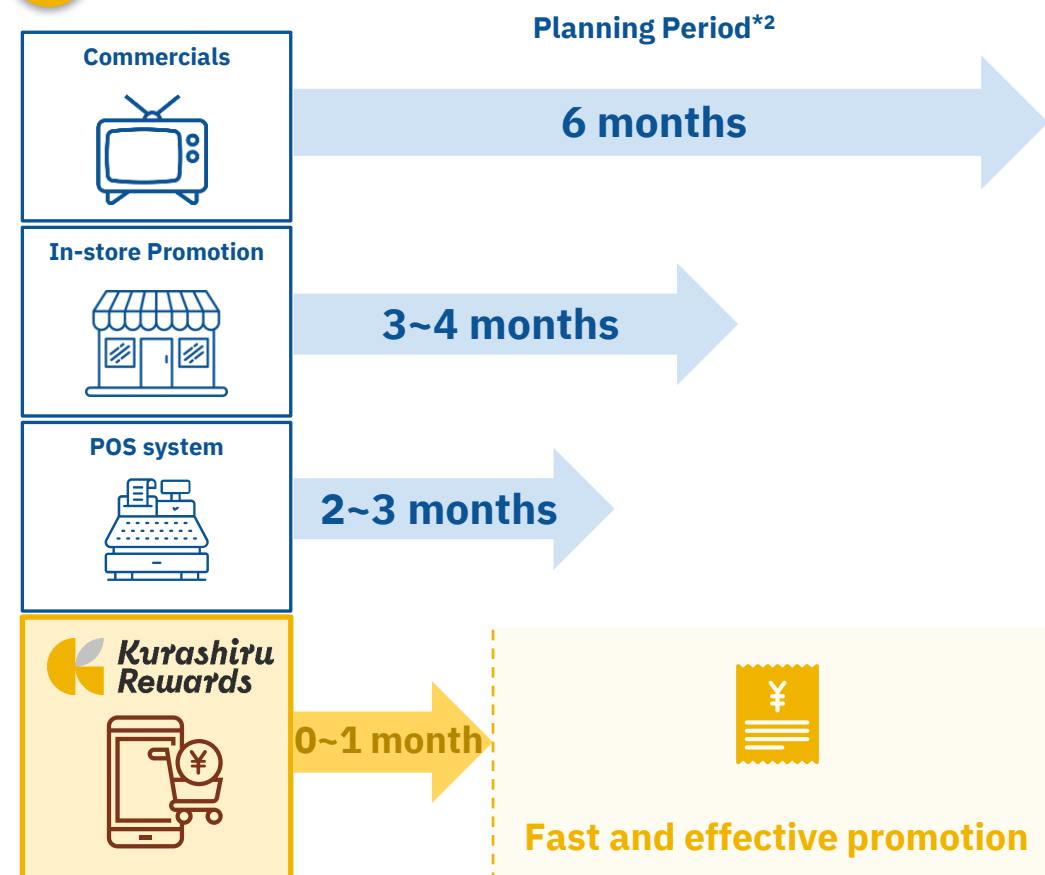 Planning Period*2
Commercials
6 months
In-store Promotion
3~4 months
POS system
2~3 months
Kurashiru
Rewards
¥
0~1 month
¥
Fast and effective promotion